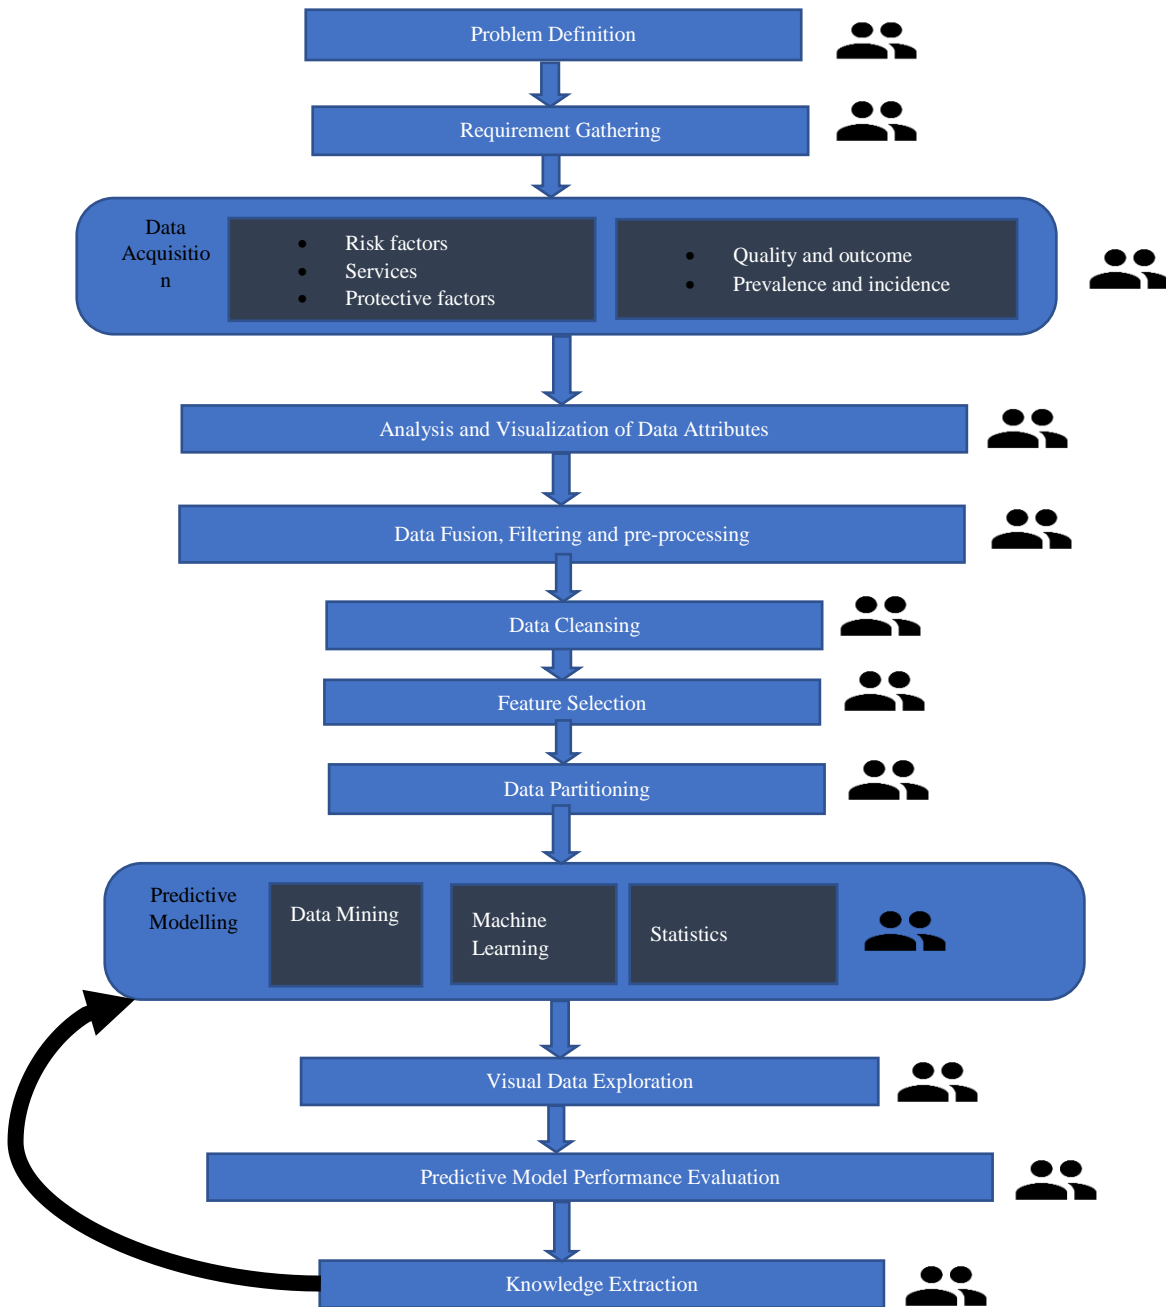 Problem Definition
Requirement Gathering
Data
Acquisitio
n
• Risk factors
• Services
• Protective factors
• Quality and outcome
• Prevalence and incidence
Analysis and Visualization of Data Attributes
Data Fusion, Filtering and pre-processing
Data Cleansing
Feature Selection
Data Partitioning
Predictive
Modelling
Data Mining
Machine
Learning
Statistics
Visual Data Exploration
Predictive Model Performance Evaluation
Knowledge Extraction